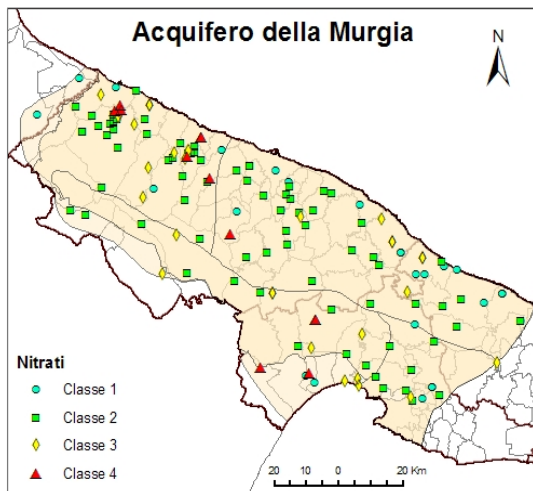 Acquifero della Murgia
N
Nitrati
Classe 1
Classe 2
Classe 3
Classe 4
20 10 0 20 Km